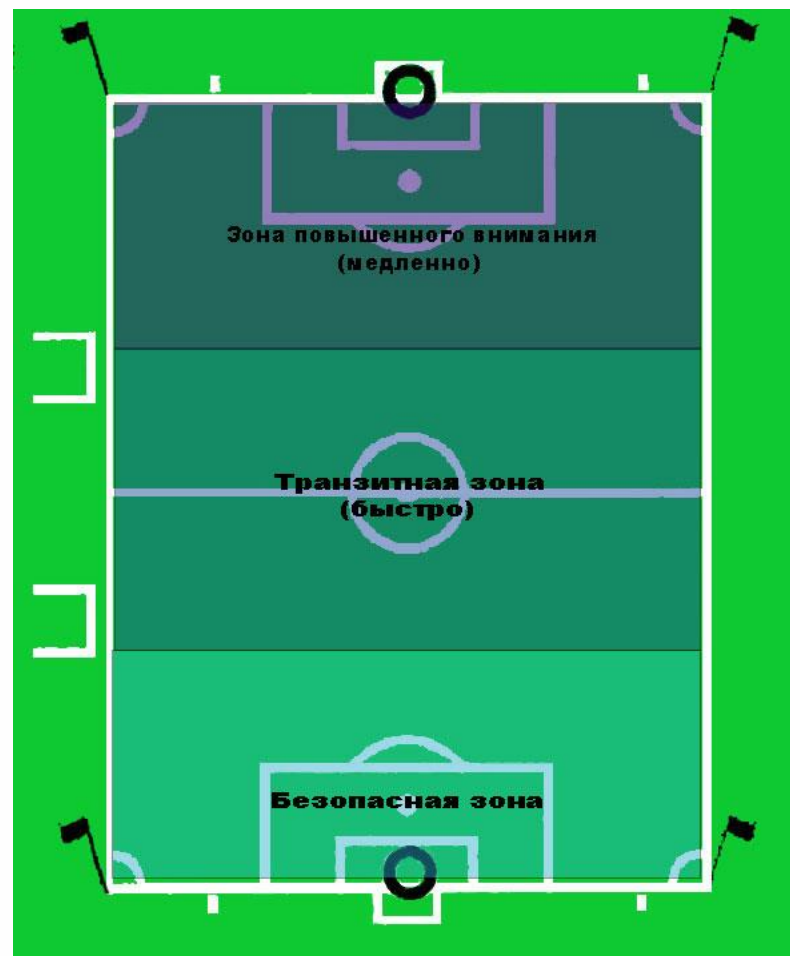 Зона повышенного внимания
(медленно)
Транзитная зона
(быстро)
Безопасная зона